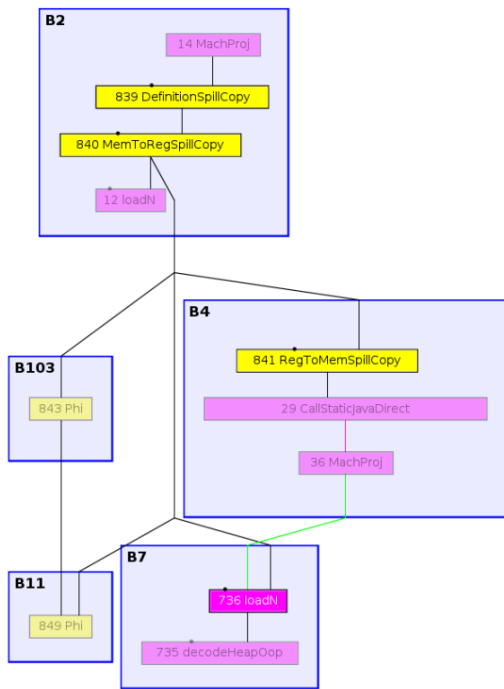 B2
14 MachProj
839 DefinitionSpillCopy
840 MemToRegSpillCopy
12 loadN
B4
841 RegToMemSpillCopy
29 CallStaticJavaDirect
36 MachProj
B103
843 Phi
B7
736 loadN
735 decodeHeapOop
B11
849 Phi